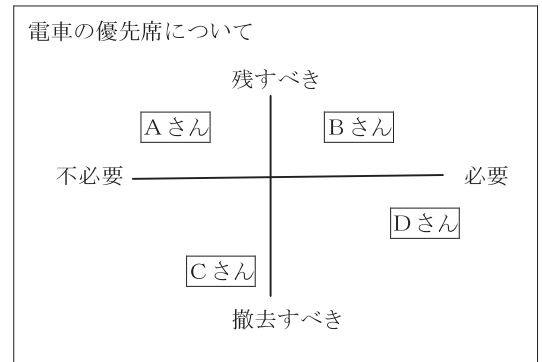 電車の優先席について
残すべき
Aさん Bさん
不必要 必要
Dさん
Cさん
撤去すべき